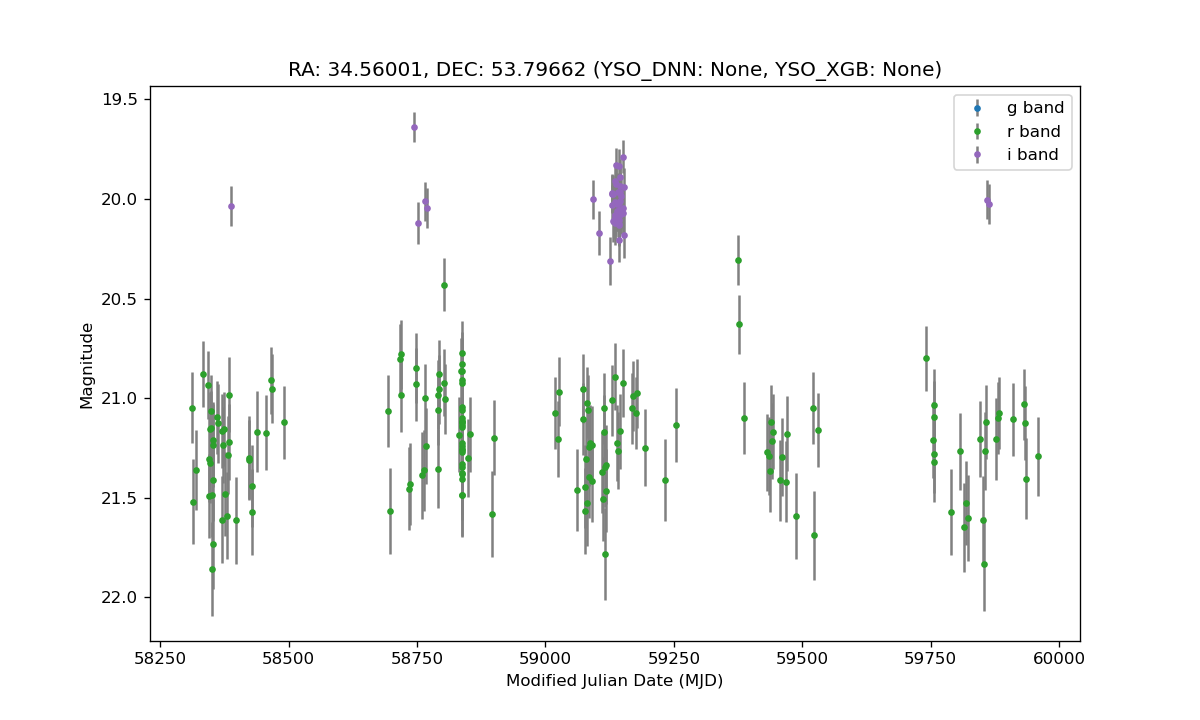 RA: 34.56001, DEC: 53.79662 (YSO_DNN: None, YSO_XGB: None)
g band
r band
i band
Magnitude
19.5
20.0
20.5
21.0
21.5
22.0
58250 58500 58750 59000 59250 59500 59750 60000
Modified Julian Date (MJD)